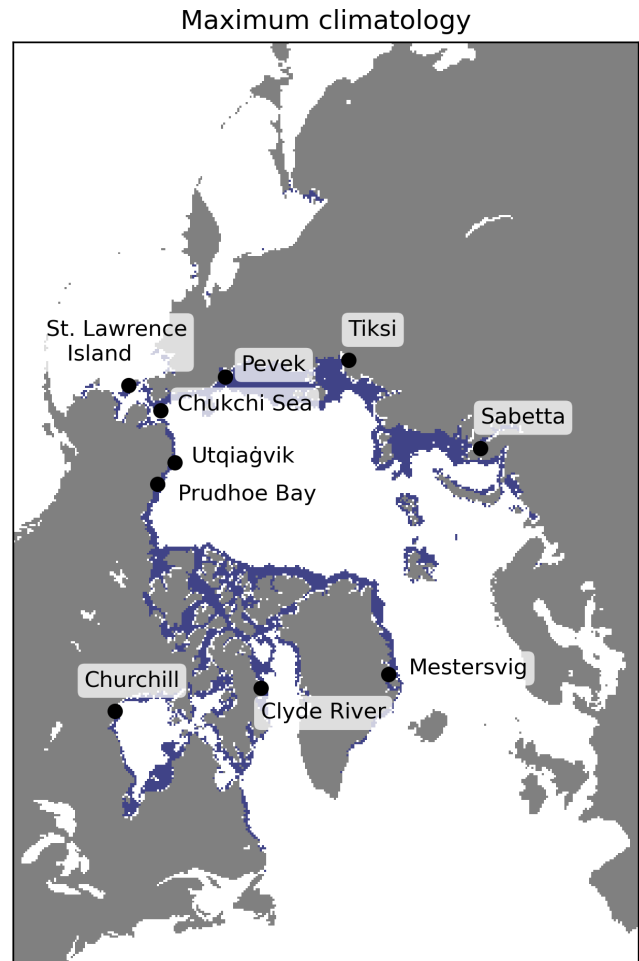 Maximum climatology
St. Lawrence
Island
Tiksi
Pevek
Chukchi Sea
Sabetta
Utqiaġvik
Prudhoe Bay
Mestersvig
Churchill
Clyde River